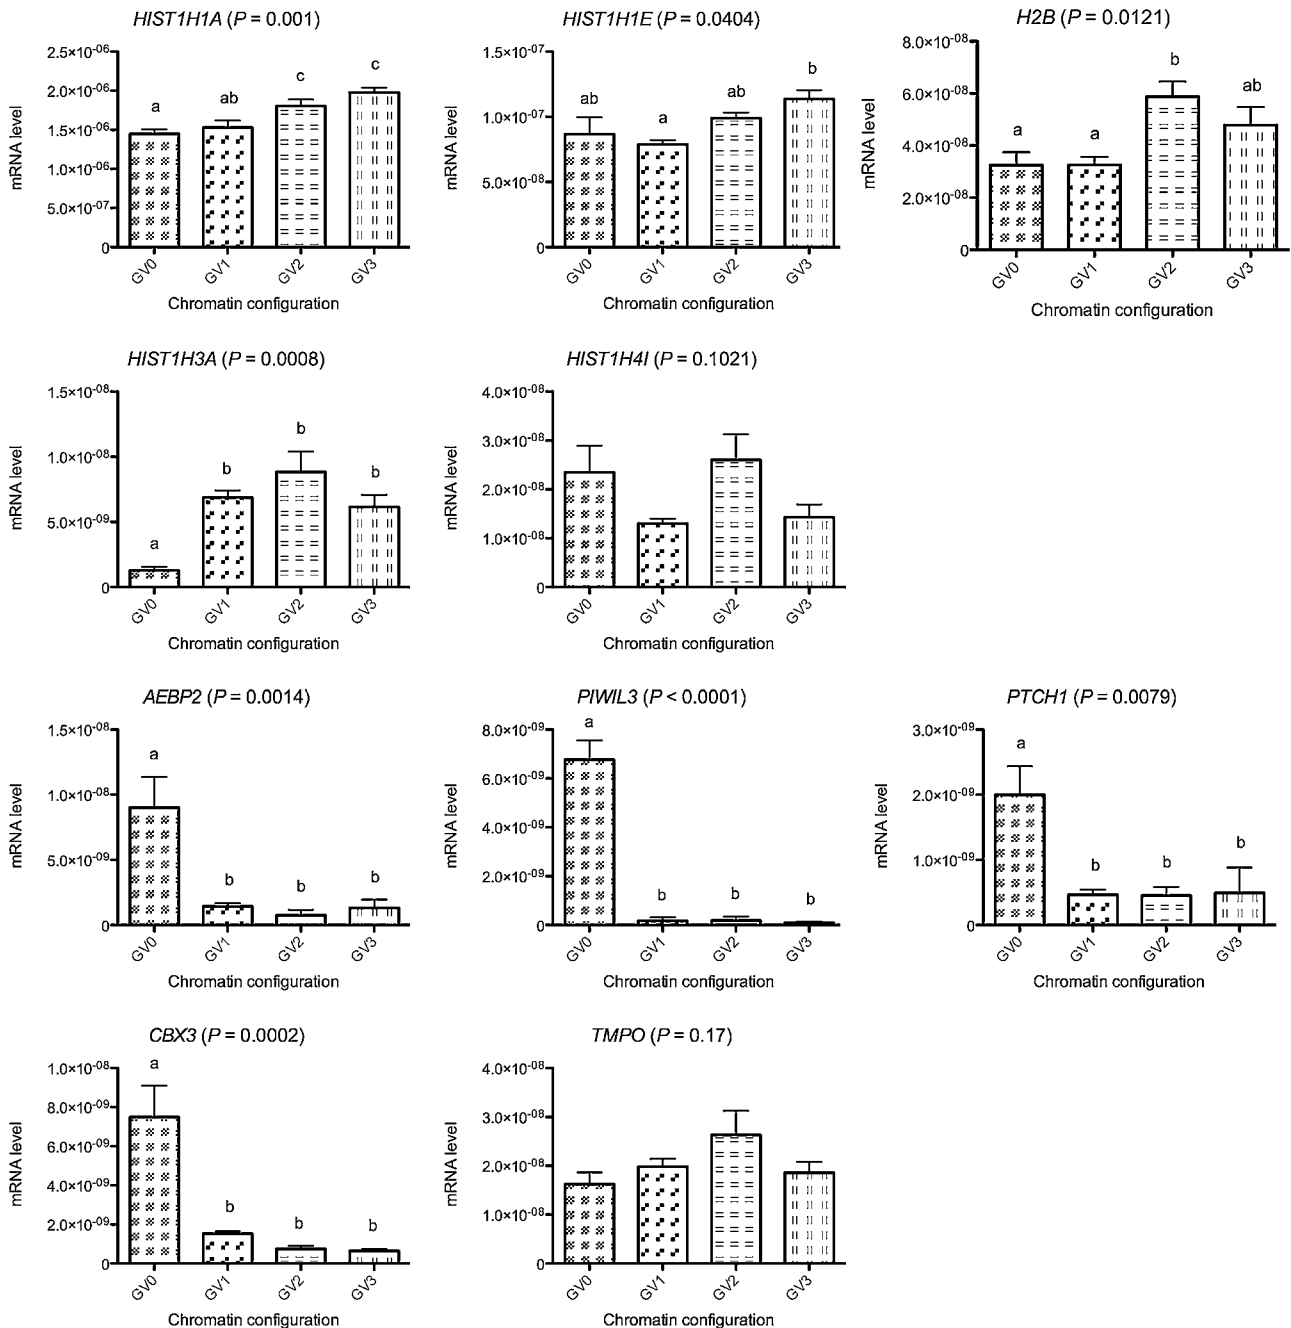 HIST1H1A (P = 0.001)
mRNA level
2.5×10-06
2.0×10-06
1.5×10-06
1.0×10-06
5.0×10-07
0
a
ab
c
c
GV0
GV1
GV2
GV3
Chromatin configuration
HIST1H1E (P = 0.0404)
mRNA level
1.5×10-07
1.0×10-07
5.0×10-08
0
ab
a
ab
b
GV0
GV1
GV2
GV3
Chromatin configuration
H2B (P = 0.0121)
mRNA level
8.0×10-08
6.0×10-08
4.0×10-08
2.0×10-08
0
a
a
b
ab
GV0
GV1
GV2
GV3
Chromatin configuration
HIST1H3A (P = 0.0008)
mRNA level
1.5×10-08
1.0×10-08
5.0×10-09
0
a
b
b
b
GV0
GV1
GV2
GV3
Chromatin configuration
HIST1H4I (P = 0.1021)
mRNA level
4.0×10-08
3.0×10-08
2.0×10-08
1.0×10-08
0
GV0
GV1
GV2
GV3
Chromatin configuration
AEBP2 (P = 0.0014)
mRNA level
1.5×10-08
1.0×10-08
5.0×10-09
0
a
b
b
b
GV0
GV1
GV2
GV3
Chromatin configuration
PIWIL3 (P < 0.0001)
mRNA level
8.0×10-09
6.0×10-09
4.0×10-09
2.0×10-09
0
a
b
b
b
GV0
GV1
GV2
GV3
Chromatin configuration
PTCH1 (P = 0.0079)
mRNA level
3.0×10-09
2.0×10-09
1.0×10-09
0
a
b
b
b
GV0
GV1
GV2
GV3
Chromatin configuration
CBX3 (P = 0.0002)
mRNA level
1.0×10-08
8.0×10-09
6.0×10-09
4.0×10-09
2.0×10-09
0
a
b
b
b
GV0
GV1
GV2
GV3
Chromatin configuration
TMPO (P = 0.17)
mRNA level
4.0×10-08
3.0×10-08
2.0×10-08
1.0×10-08
0
GV0
GV1
GV2
GV3
Chromatin configuration